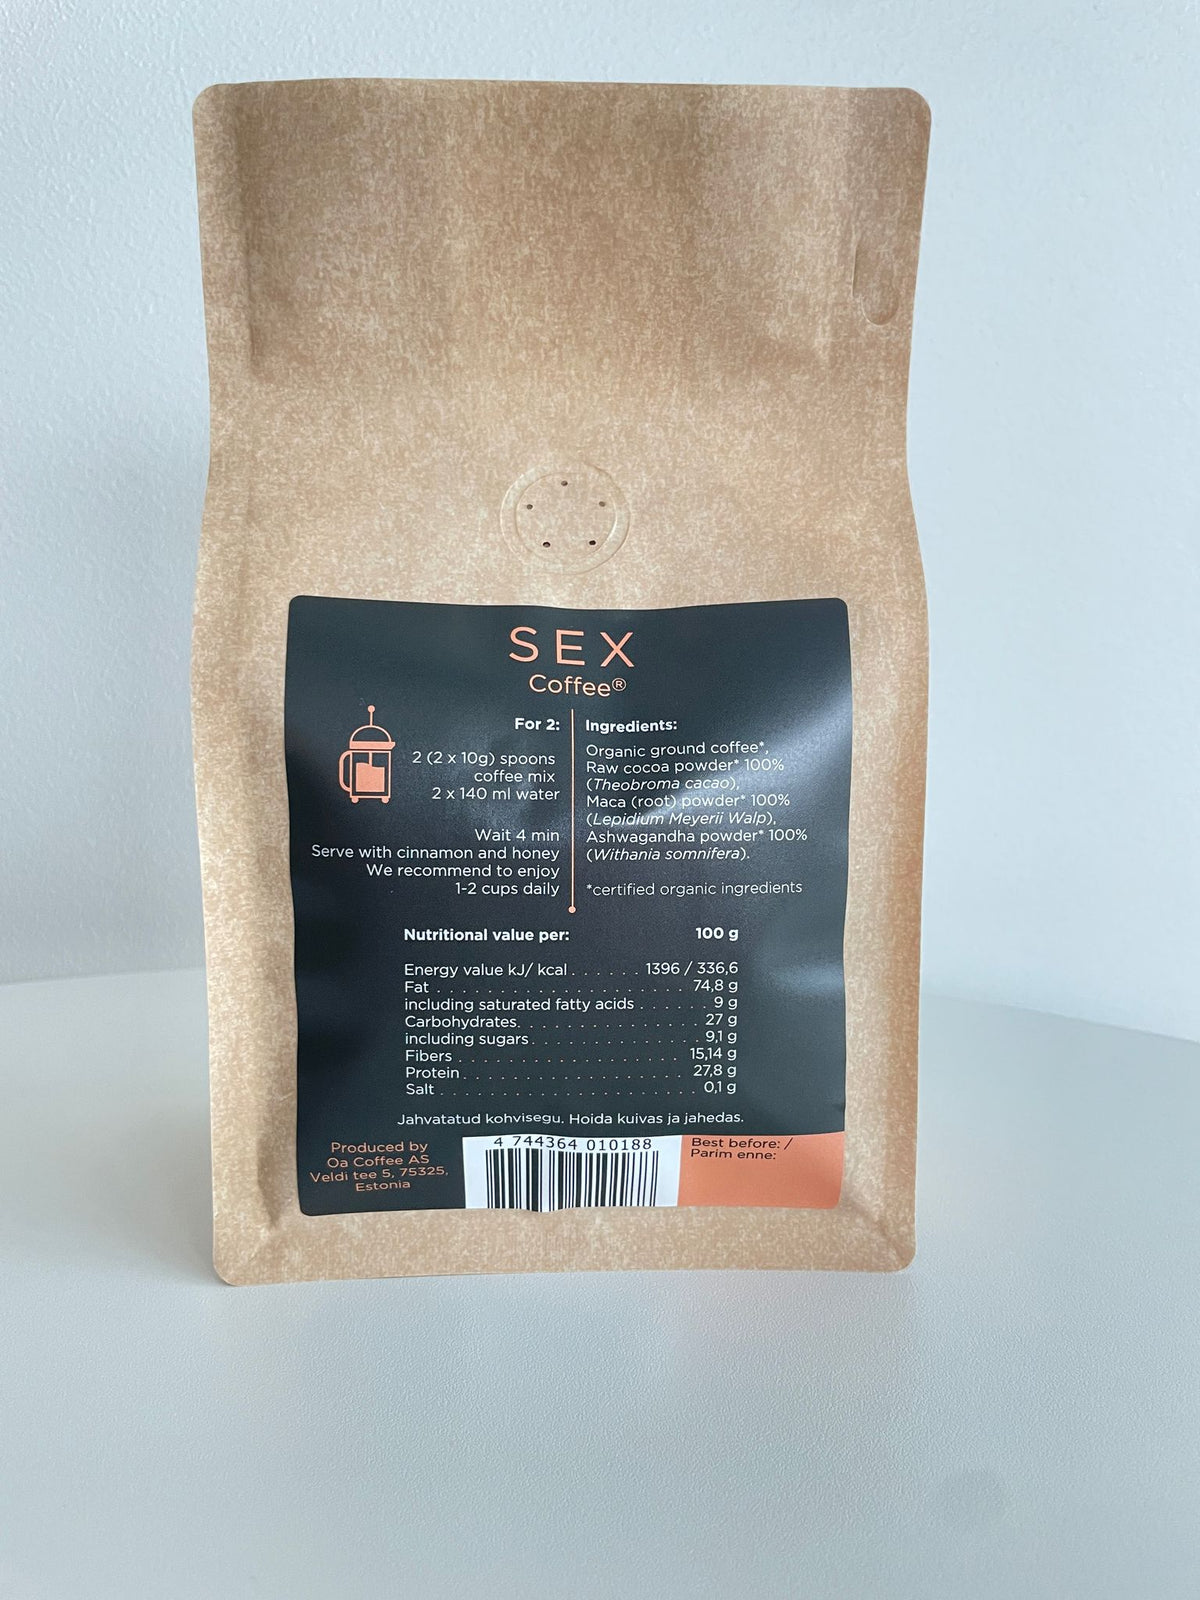 SEX
Coffee®
For 2:
2 (2 x 10g) spoons
coffee mix
2 x 140 ml water
Wait 4 min
Serve with cinnamon and honey
We recommend to enjoy
1-2 cups daily
Ingredients:
Organic ground coffee*,
Raw cocoa powder* 100%
(Theobroma cacao),
Maca (root) powder* 100%
(Lepidium Meyerii Walp),
Ashwagandha powder* 100%
(Withania somnifera).
*certified organic ingredients
Nutritional value per: 100 g
Energy value kJ/ kcal . . . . . . 1396 / 336,6
Fat . . . . . . . . . . . . . . . . . . . . . 74,8 g
including saturated fatty acids . . . . . . 9 g
Carbohydrates. . . . . . . . . . . . . . . 27 g
including sugars . . . . . . . . . . . . . . 9,1 g
Fibers . . . . . . . . . . . . . . . . . . 15,14 g
Protein . . . . . . . . . . . . . . . . . . 27,8 g
Salt . . . . . . . . . . . . . . . . . . . . . 0,1 g
Jahvatatud kohvisegu. Hoida kuivas ja jahedas.
Produced by
Oa Coffee AS
Veldi tee 5, 75325,
Estonia
4 744364 010188
Best before: /
Parim enne: